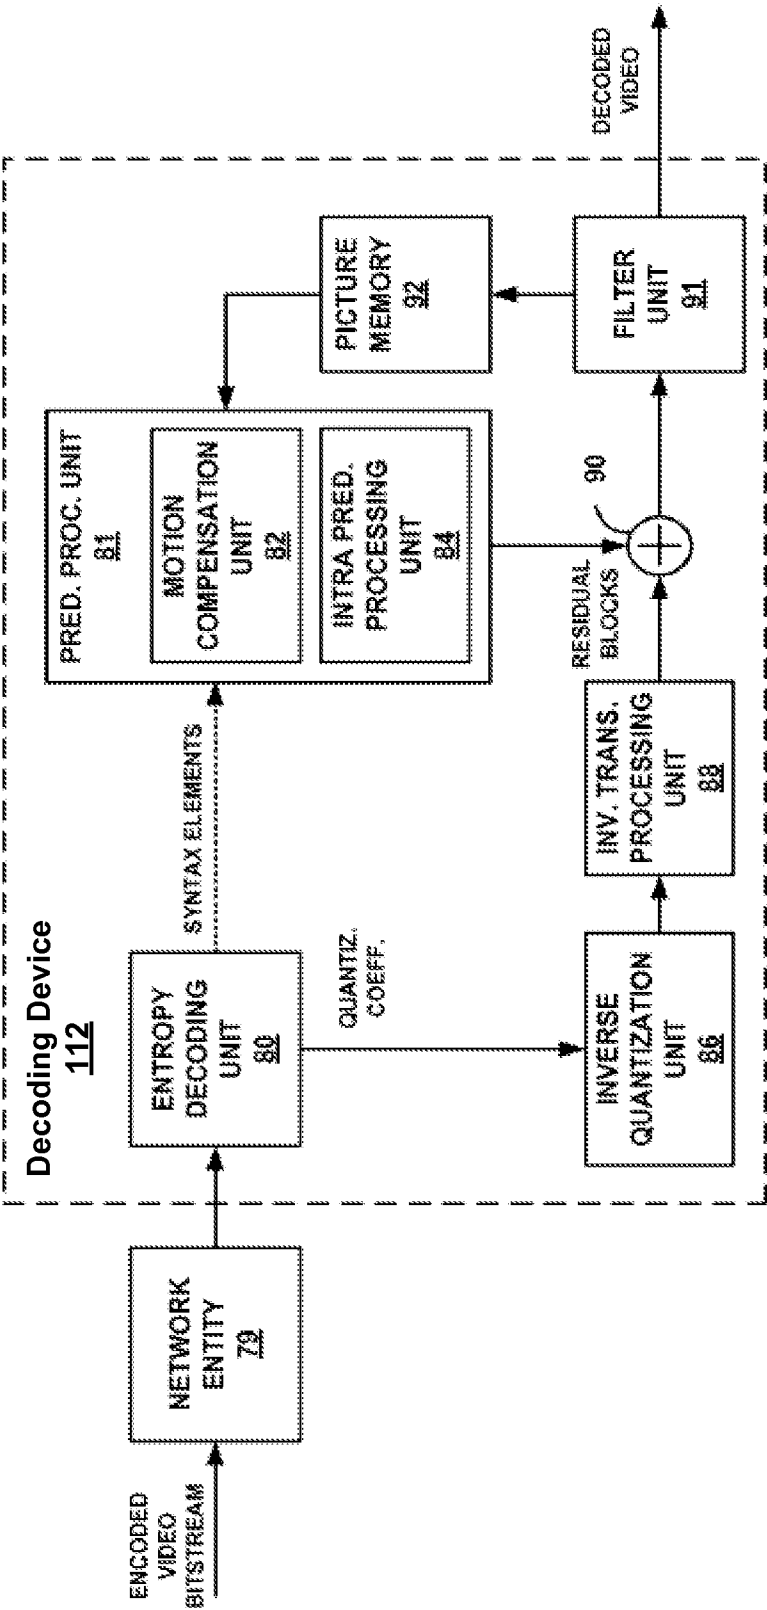 Decoding Device
112
ENCODED
VIDEO
BITSTREAM
NETWORK
ENTITY
79
ENTROPY
DECODING
UNIT
80
SYNTAX ELEMENTS
QUANTIZ.
COEFF.
PRED. PROC. UNIT
81
MOTION
COMPENSATION
UNIT
82
INTRA PRED.
PROCESSING
UNIT
84
PICTURE
MEMORY
92
INVERSE
QUANTIZATION
UNIT
86
INV. TRANS.
PROCESSING
UNIT
88
RESIDUAL
BLOCKS
90
FILTER
UNIT
91
DECODED
VIDEO